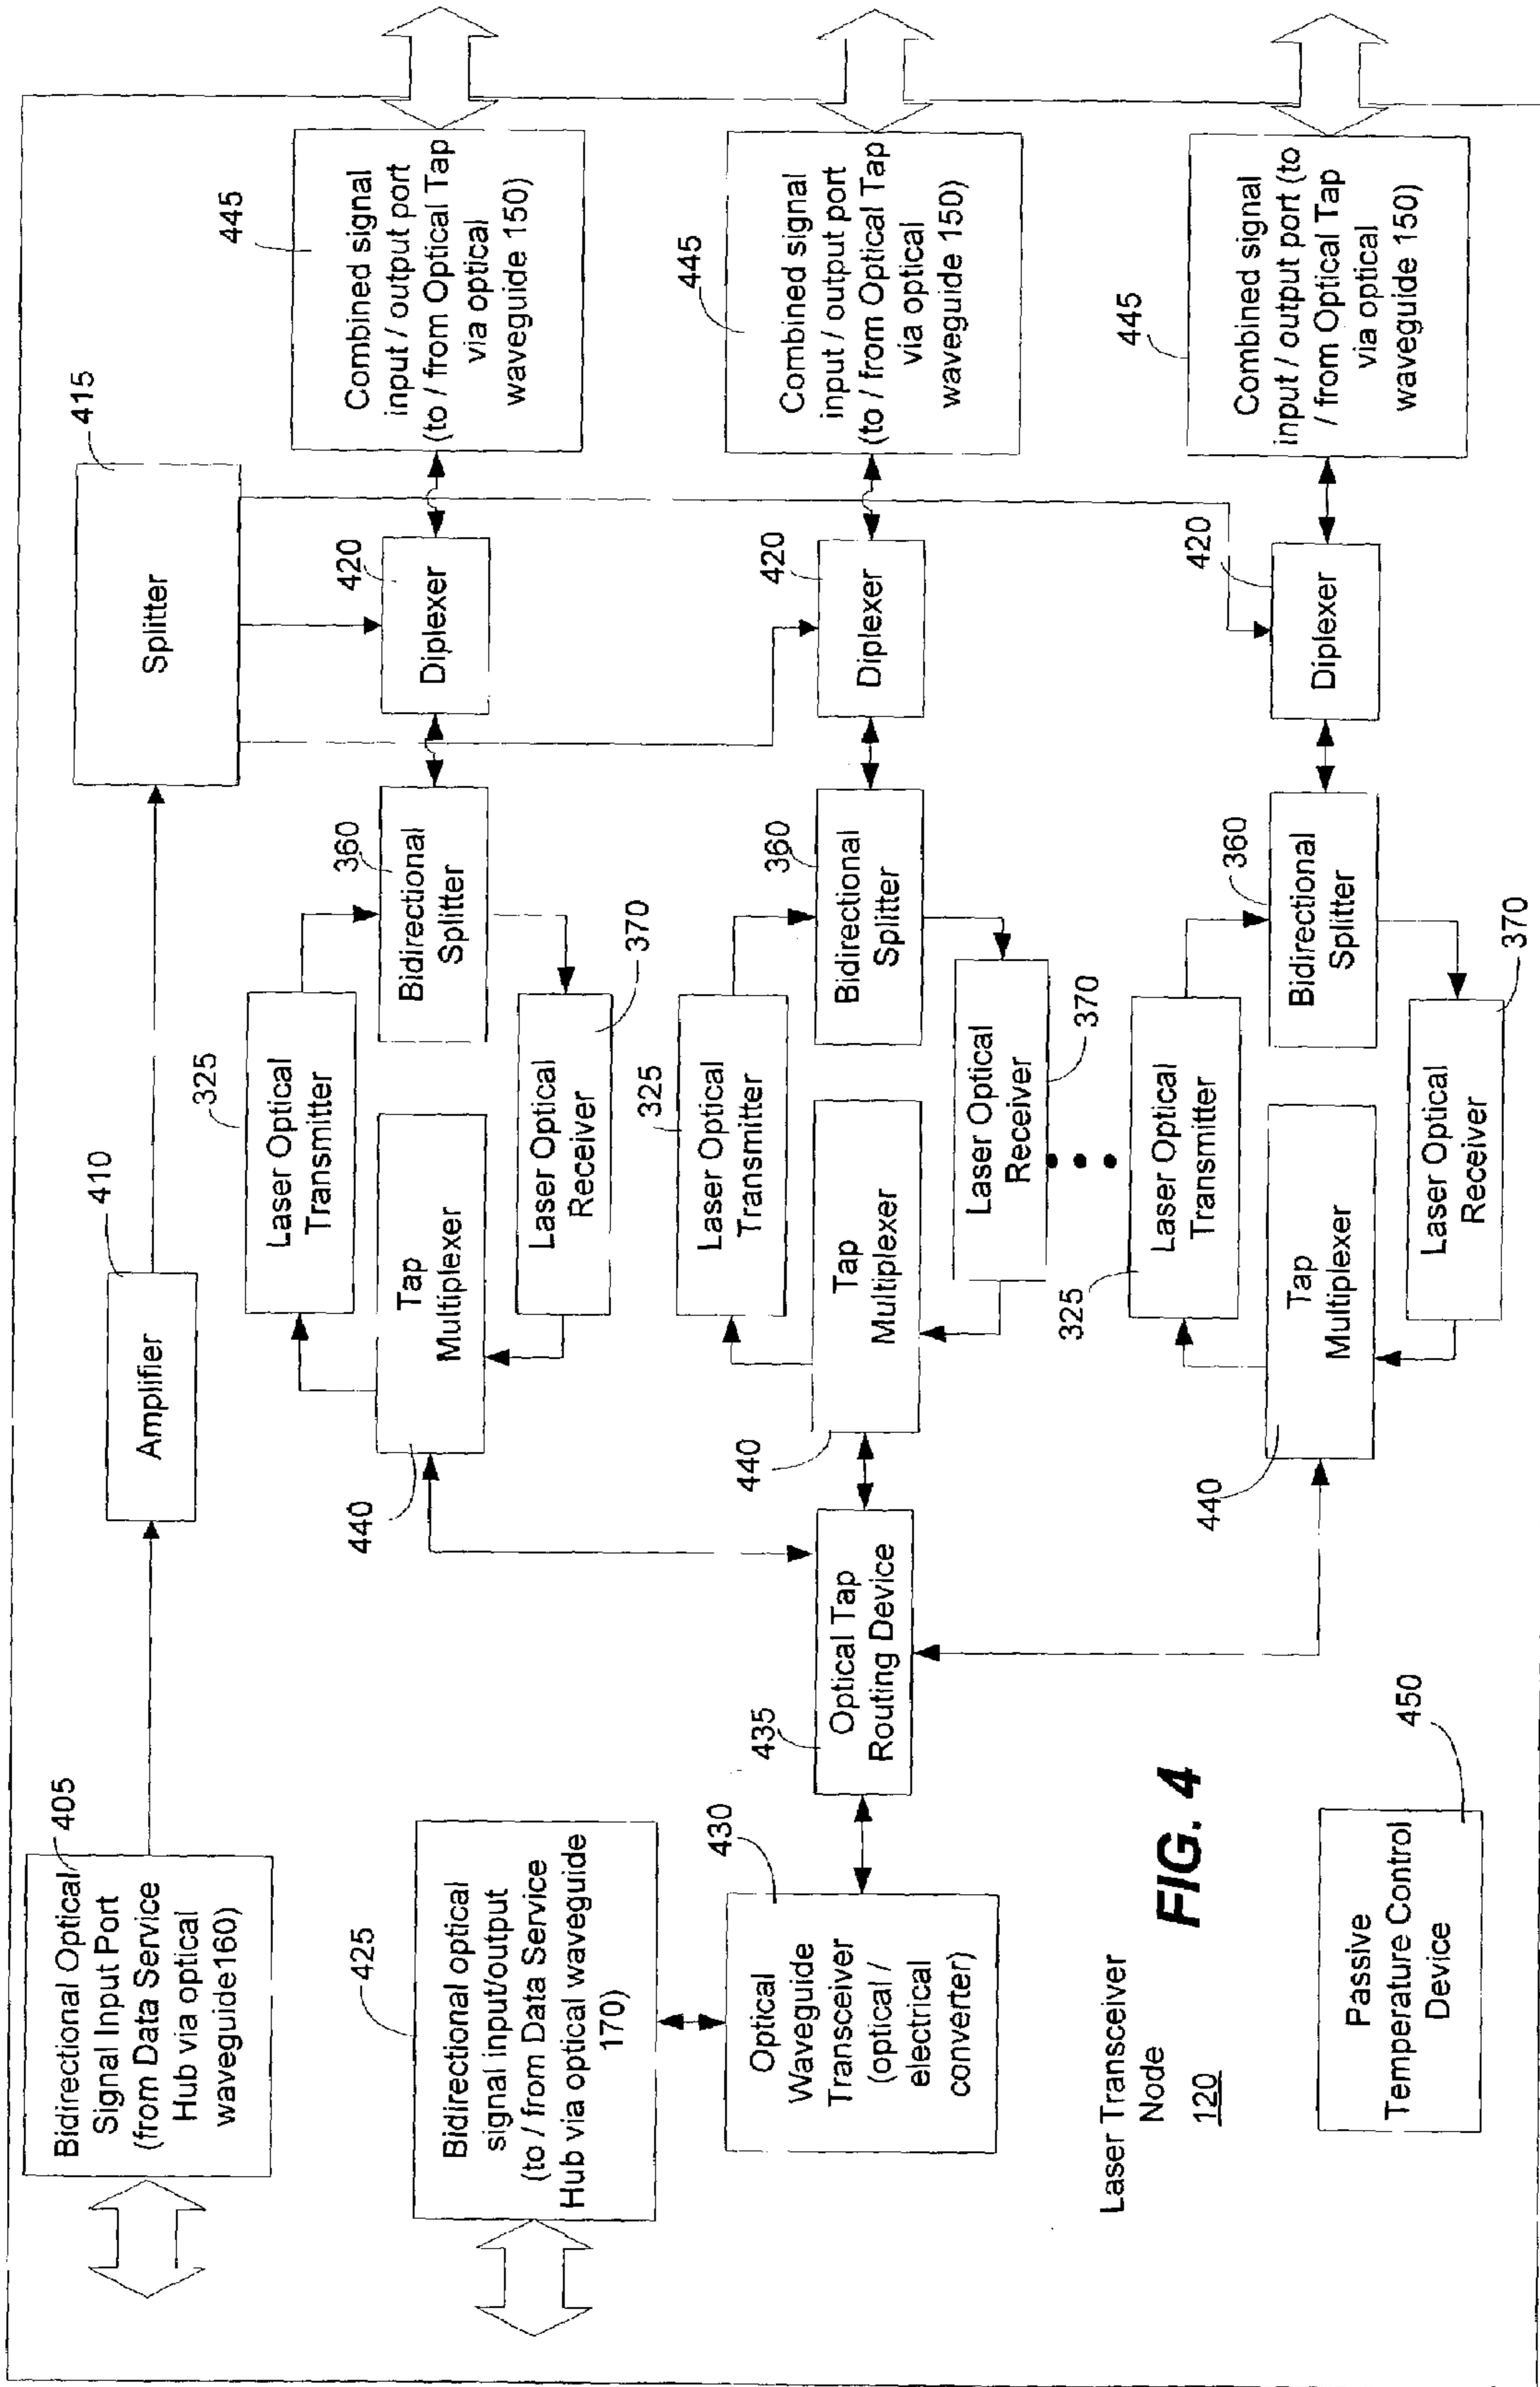 405
Bidirectional Optical
Signal Input Port
(from Data Service
Hub via optical
waveguide160)
410
Amplifier
415
Splitter
425
Bidirectional optical
signal input/output
(to / from Data Service
Hub via optical waveguide
170)
430
Optical
Waveguide
Transceiver
(optical /
electrical
converter)
435
Optical Tap
Routing Device
440
Tap
Multiplexer
325
Laser Optical
Transmitter
Laser Optical
Receiver
370
360
Bidirectional
Splitter
420
Diplexer
445
Combined signal
input / output port
(to / from Optical Tap
via optical
waveguide 150)
440
Tap
Multiplexer
325
Laser Optical
Transmitter
Laser Optical
Receiver
370
360
Bidirectional
Splitter
420
Diplexer
445
Combined signal
input / output port
(to / from Optical Tap
via optical
waveguide 150)
440
Tap
Multiplexer
325
Laser Optical
Transmitter
Laser Optical
Receiver
370
360
Bidirectional
Splitter
420
Diplexer
445
Combined signal
input / output port (to
/ from Optical Tap
via optical
waveguide 150)
Laser Transceiver
Node
120
FIG. 4
450
Passive
Temperature Control
Device